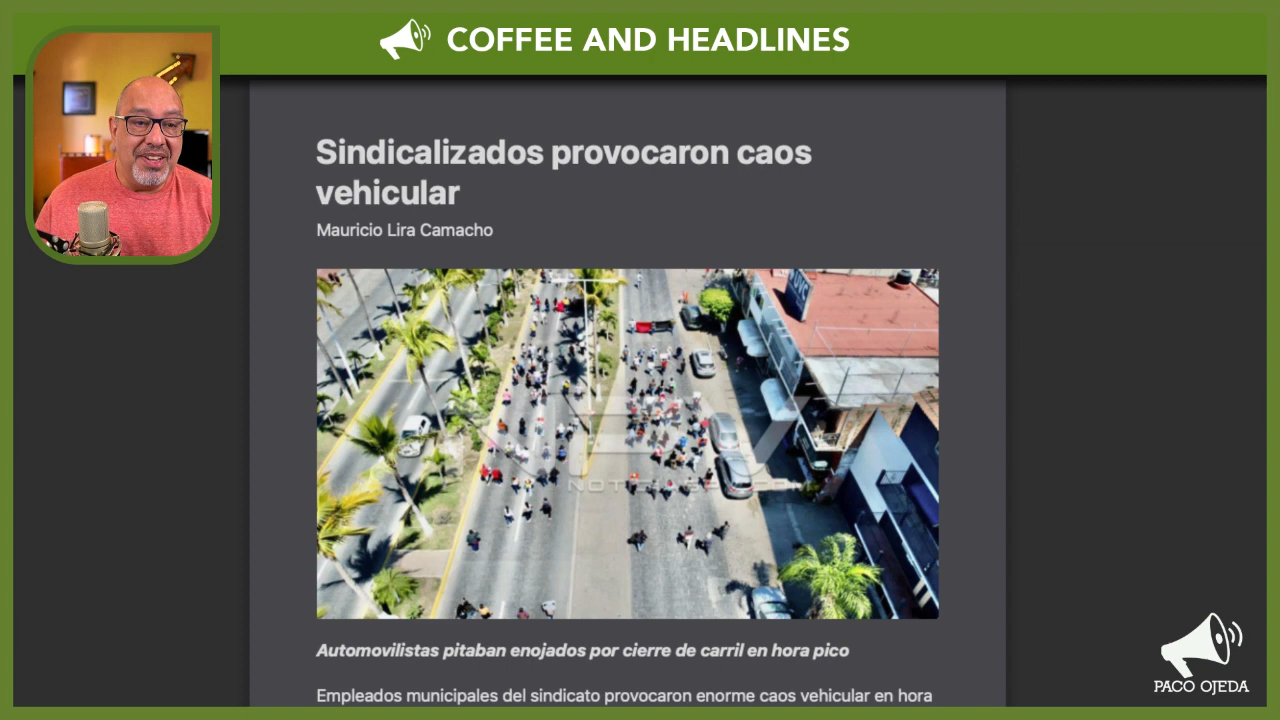 COFFEE AND HEADLINES
Sindicalizados provocaron caos
vehicular
Mauricio Lira Camacho
Automovilistas pitaban enojados por cierre de carril en hora pico
Empleados municipales del sindicato provocaron enorme caos vehicular en hora
PACO OJEDA